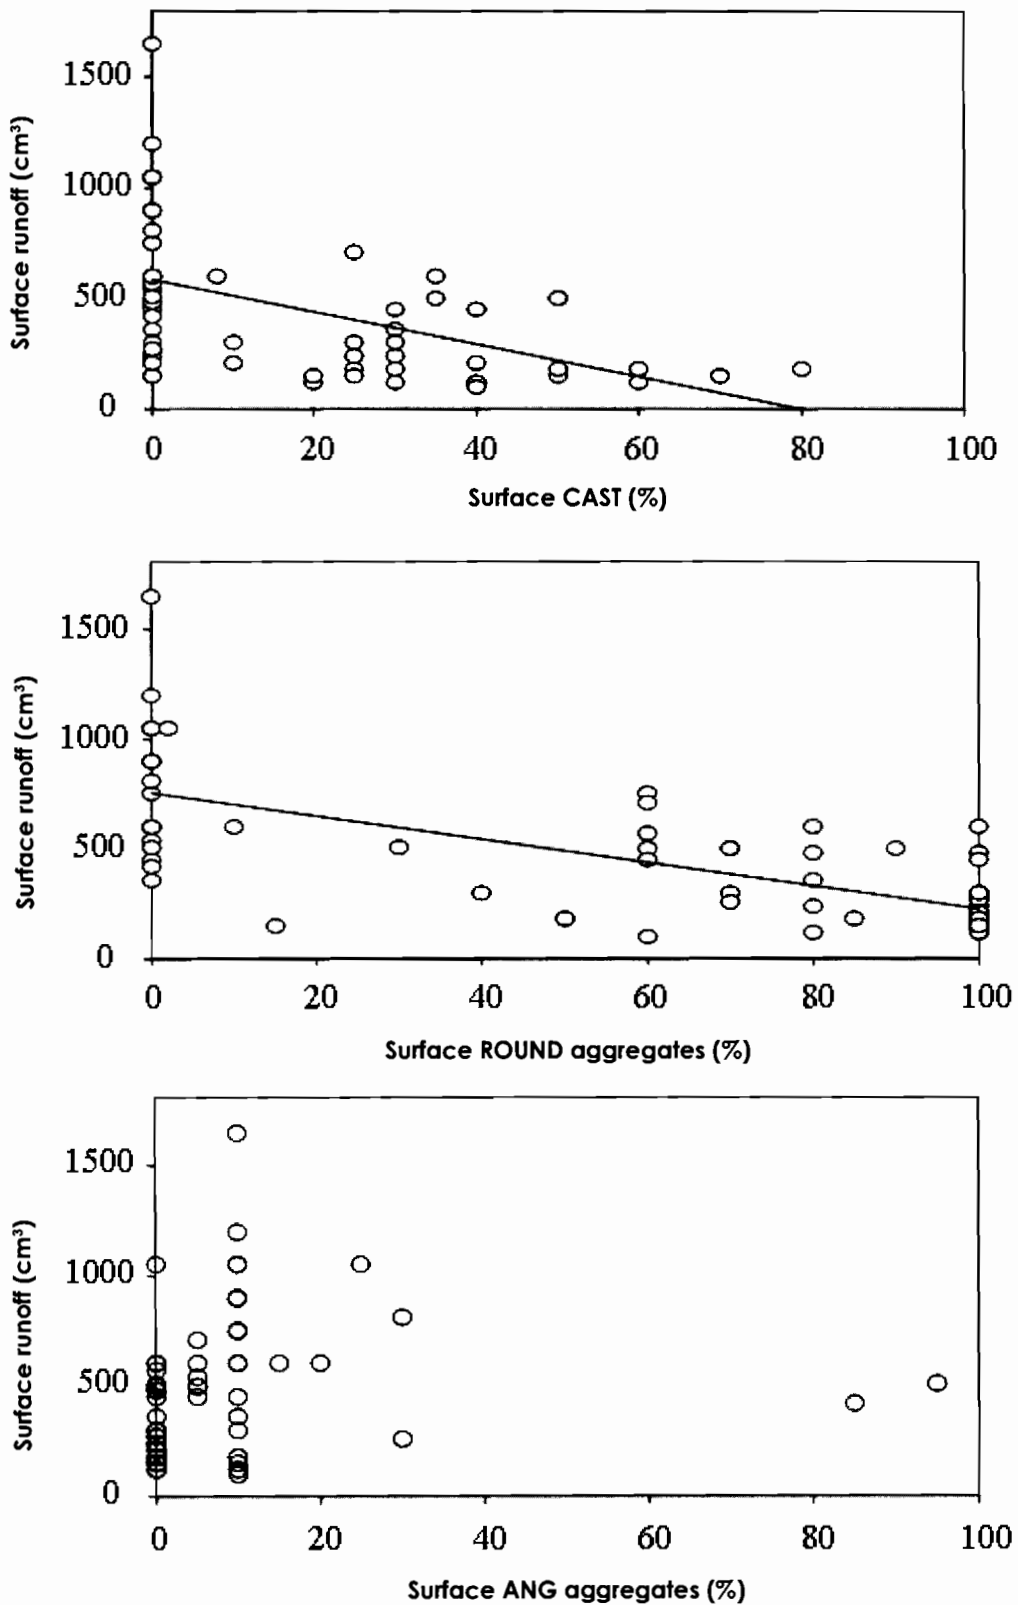 Surface runoff (cm³)
1500
1000
500
0
0 20 40 60 80 100
Surface CAST (%)
Surface runoff (cm³)
1500
1000
500
0
0 20 40 60 80 100
Surface ROUND aggregates (%)
Surface runoff (cm³)
1500
1000
500
0
0 20 40 60 80 100
Surface ANG aggregates (%)